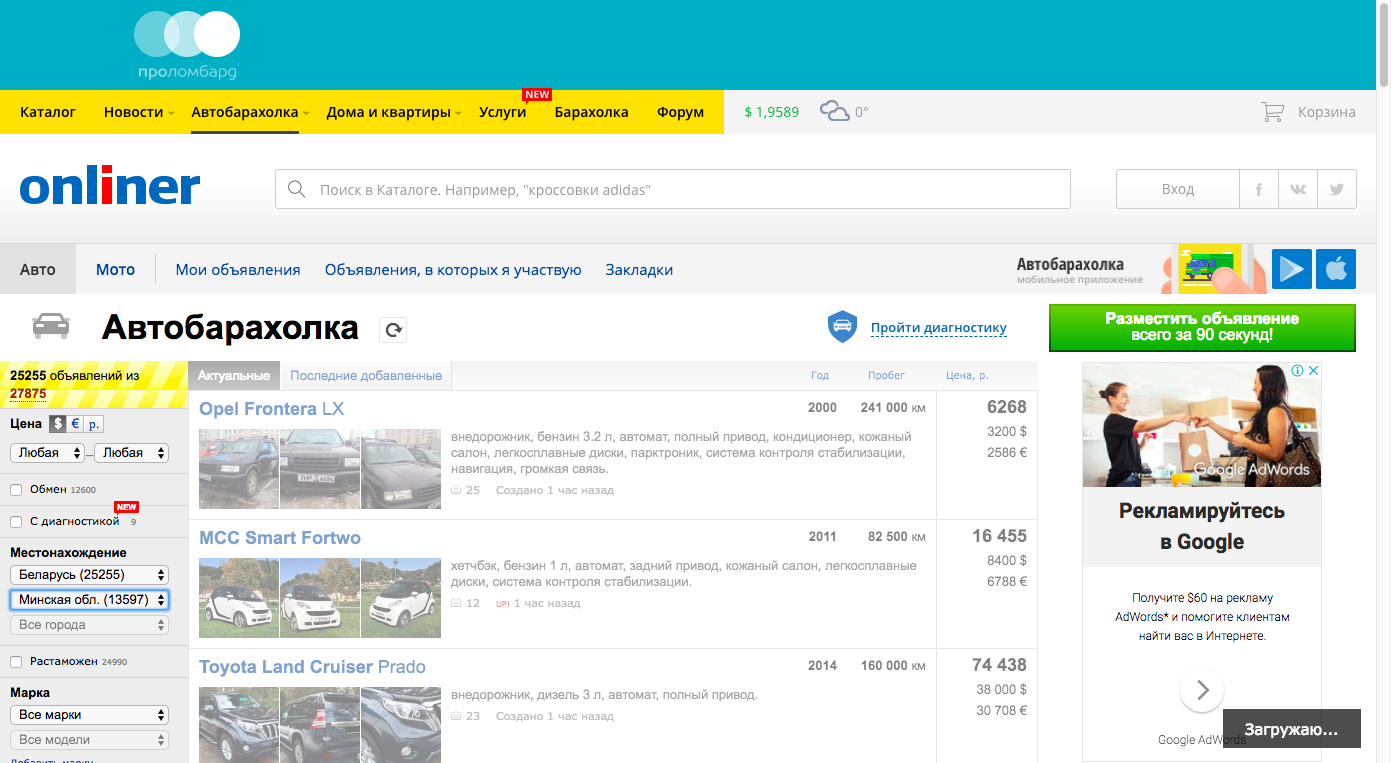 проломбард
Каталог Новости Автобарахолка Дома и квартиры Услуги NEW Барахолка Форум $ 1,9589 0° Корзина
onliner
Поиск в Каталоге. Например, "кроссовки adidas"
Вход
Авто Мото Мои объявления Объявления, в которых я участвую Закладки
Автобарахолка
мобильное приложение
Автобарахолка
Пройти диагностику
Разместить объявление
всего за 90 секунд!
25255 объявлений из
27875
Цена $ € р.
Любая – Любая
Обмен 12600
NEW
С диагностикой 9
Местонахождение
Беларусь (25255)
Минская обл. (13597)
Все города
Растаможен 24990
Марка
Все марки
Все модели
Добавить марку
Актуальные Последние добавленные Год Пробег Цена, р.
Opel Frontera LX 2000 241 000 км 6268
3200 $
2586 €
внедорожник, бензин 3.2 л, автомат, полный привод, кондиционер, кожаный
салон, легкосплавные диски, парктроник, система контроля стабилизации,
навигация, громкая связь.
25 Создано 1 час назад
MCC Smart Fortwo 2011 82 500 км 16 455
8400 $
6788 €
хетчбэк, бензин 1 л, автомат, задний привод, кожаный салон, легкосплавные
диски, система контроля стабилизации.
12 UP! 1 час назад
Toyota Land Cruiser Prado 2014 160 000 км 74 438
38 000 $
30 708 €
внедорожник, дизель 3 л, автомат, полный привод.
23 Создано 1 час назад
Google AdWords
Рекламируйтесь
в Google
Получите $60 на рекламу
AdWords* и помогите клиентам
найти вас в Интернете.
Google AdWords
Загружаю...